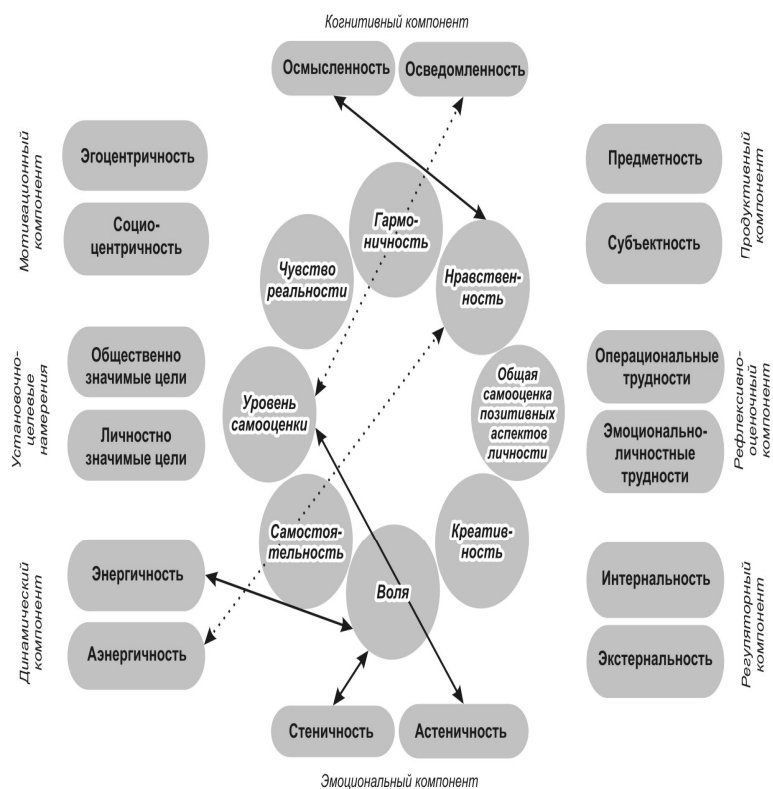 Когнитивный компонент
Осмысленность
Осведомленность
Мотивационный
компонент
Эгоцентричность
Социо-
центричность
Продуктивный
компонент
Предметность
Субъектность
Гармо-
ничность
Чувство
реальности
Нравствен-
ность
Установочно-
целевые
намерения
Общественно
значимые цели
Личностно
значимые цели
Уровень
самооценки
Общая
самооценка
позитивных
аспектов
личности
Операциональные
трудности
Эмоционально-
личностные
трудности
Рефлексивно-
оценочный
компонент
Самостоя-
тельность
Воля
Креатив-
ность
Динамический
компонент
Энергичность
Аэнергичность
Интернальность
Экстернальность
Регуляторный
компонент
Стеничность
Астеничность
Эмоциональный компонент